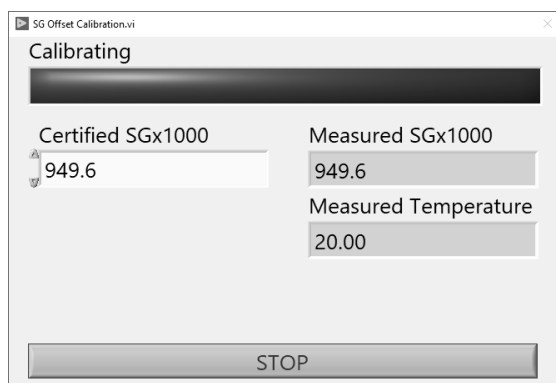 SG Offset Calibration.vi
Calibrating
Certified SGx1000
949.6
Measured SGx1000
949.6
Measured Temperature
20.00
STOP